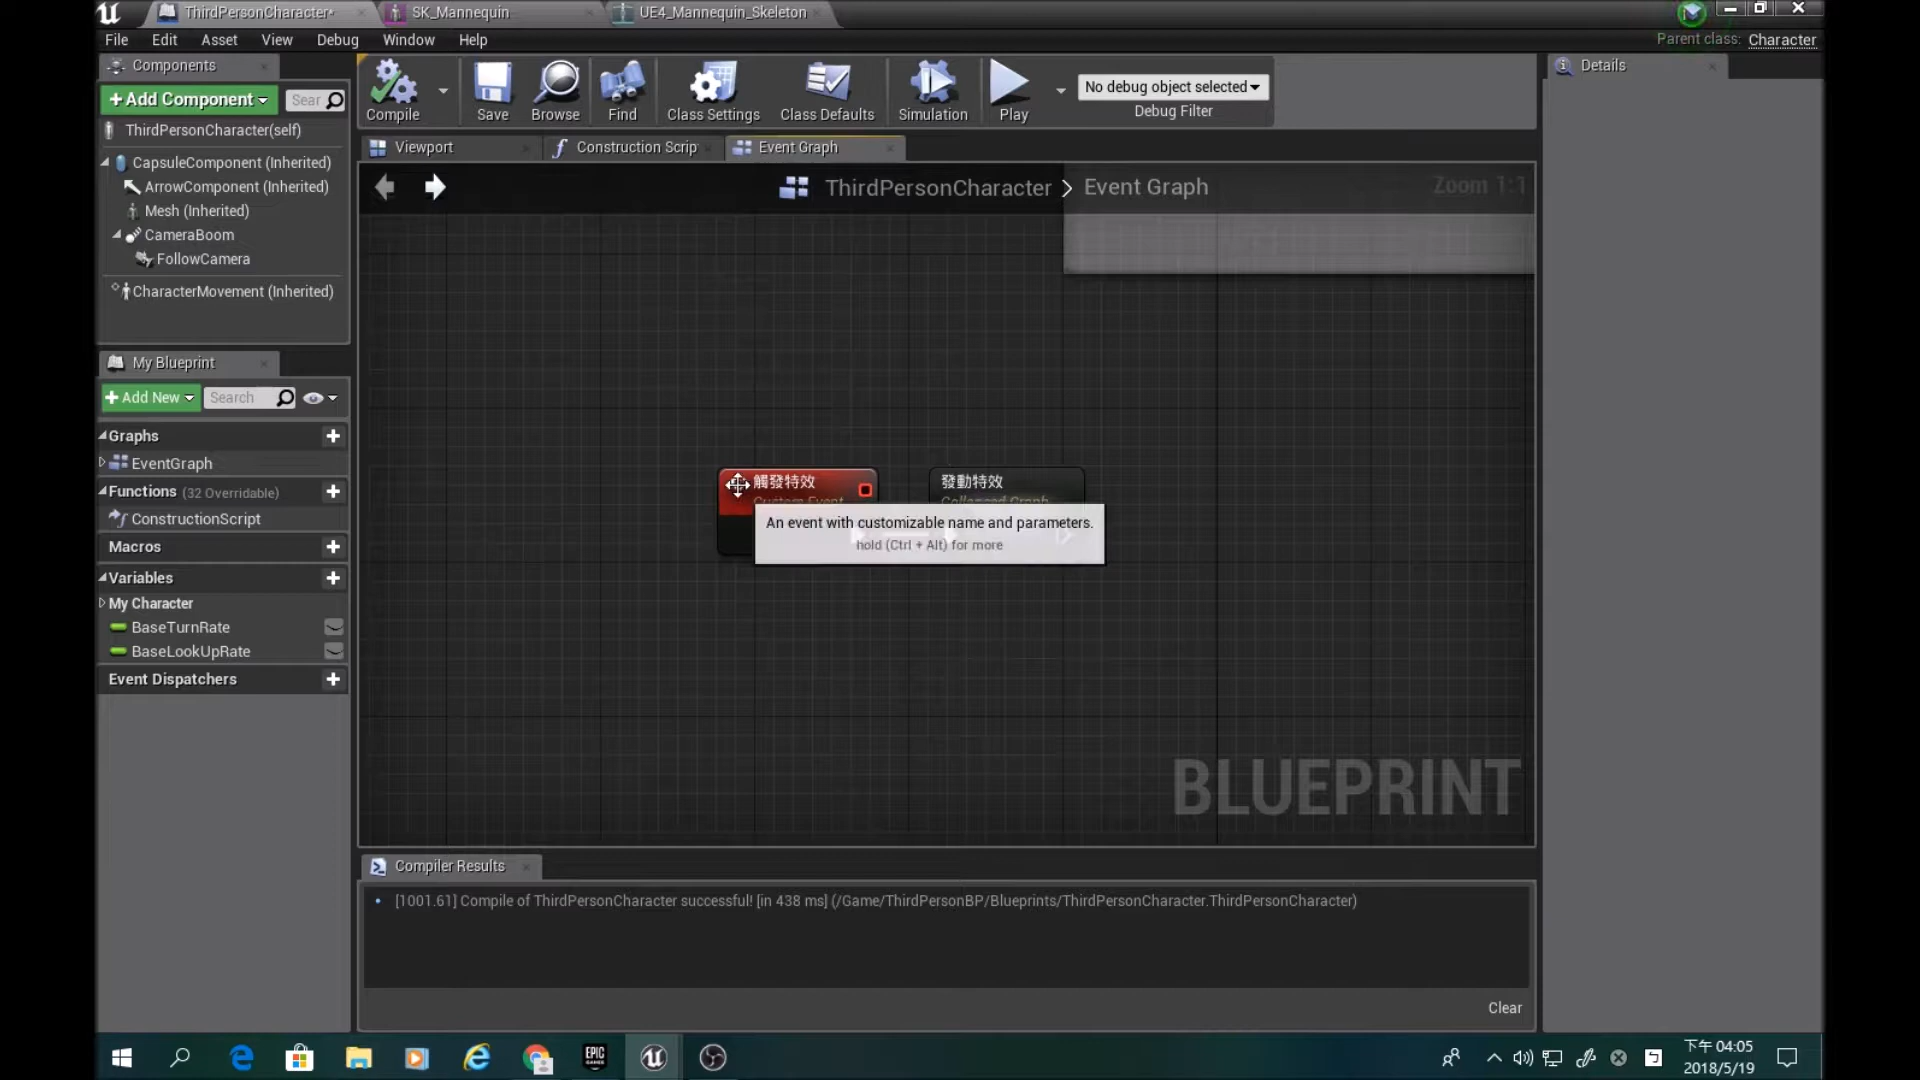 ThirdPersonCharacter*
SK_Mannequin
UE4_Mannequin_Skeleton
File
Edit
Asset
View
Debug
Window
Help
Parent class: Character
Components
+Add Component
Sear
ThirdPersonCharacter(self)
CapsuleComponent (Inherited)
ArrowComponent (Inherited)
Mesh (Inherited)
CameraBoom
FollowCamera
CharacterMovement (Inherited)
Compile
Save
Browse
Find
Class Settings
Class Defaults
Simulation
Play
No debug object selected
Debug Filter
Details
Viewport
Construction Scrip
Event Graph
ThirdPersonCharacter > Event Graph
Zoom 1:1
My Blueprint
+Add New
Search
Graphs
EventGraph
Functions (32 Overridable)
ConstructionScript
Macros
Variables
My Character
BaseTurnRate
BaseLookUpRate
Event Dispatchers
觸發特效
Custom Event
發動特效
Collapsed Graph
An event with customizable name and parameters.
hold (Ctrl + Alt) for more
BLUEPRINT
Compiler Results
[1001.61] Compile of ThirdPersonCharacter successful! [in 438 ms] (/Game/ThirdPersonBP/Blueprints/ThirdPersonCharacter.ThirdPersonCharacter)
Clear
EPIC
GAMES
ㄅ
下午 04:05
2018/5/19